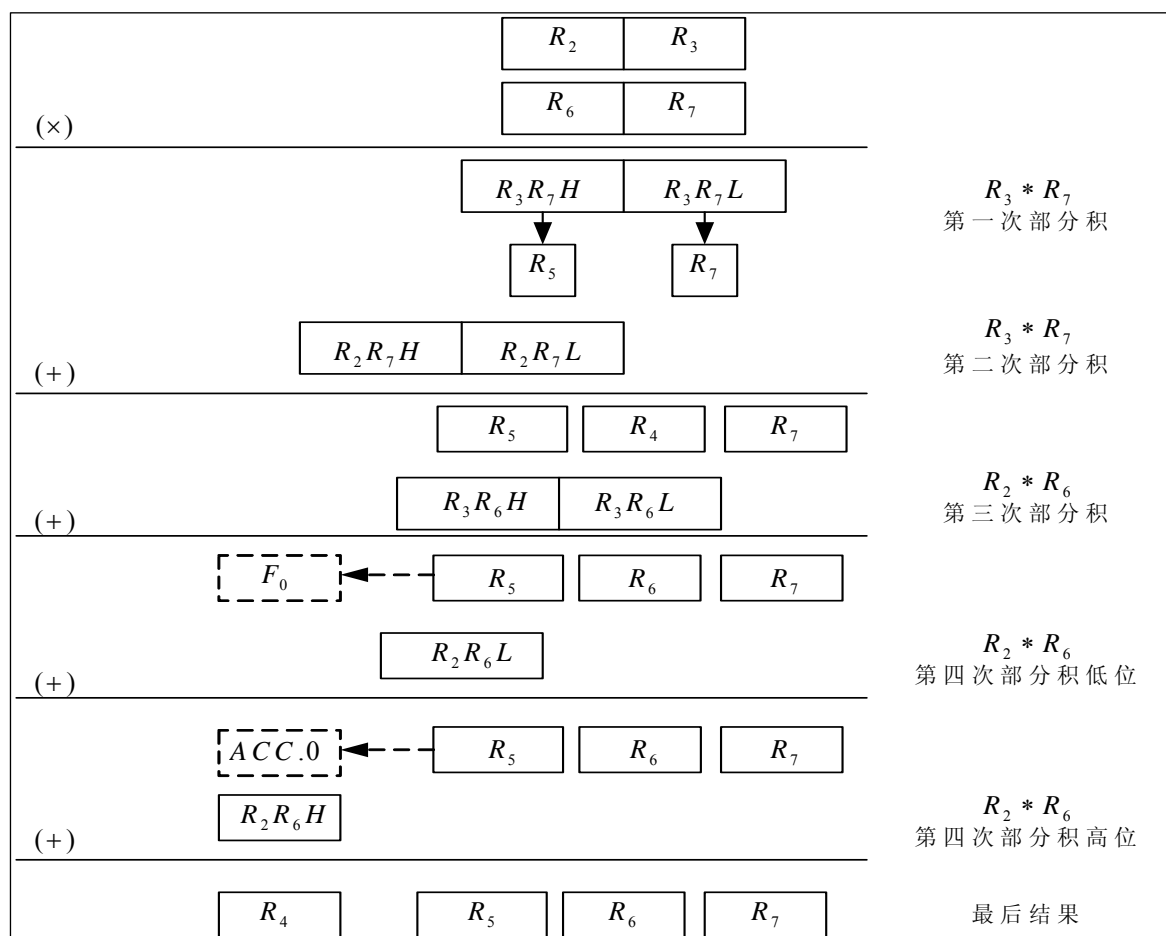 R₂ R₃
R₆ R₇
(×)
R₃R₇H R₃R₇L
R₃ * R₇
第一次部分积
R₅ R₇
R₂R₇H R₂R₇L
R₃ * R₇
第二次部分积
(+)
R₅ R₄ R₇
R₃R₆H R₃R₆L
R₂ * R₆
第三次部分积
(+)
F₀ R₅ R₆ R₇
R₂R₆L
R₂ * R₆
第四次部分积低位
(+)
ACC.0 R₅ R₆ R₇
R₂R₆H
R₂ * R₆
第四次部分积高位
(+)
R₄ R₅ R₆ R₇
最后结果